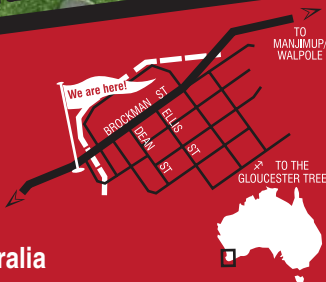 TO
MANJIMUP/
WALPOLE
We are here!
BROCKMAN ST
ELLIS ST
DEAN ST
TO THE
GLOUCESTER TREE
ralia